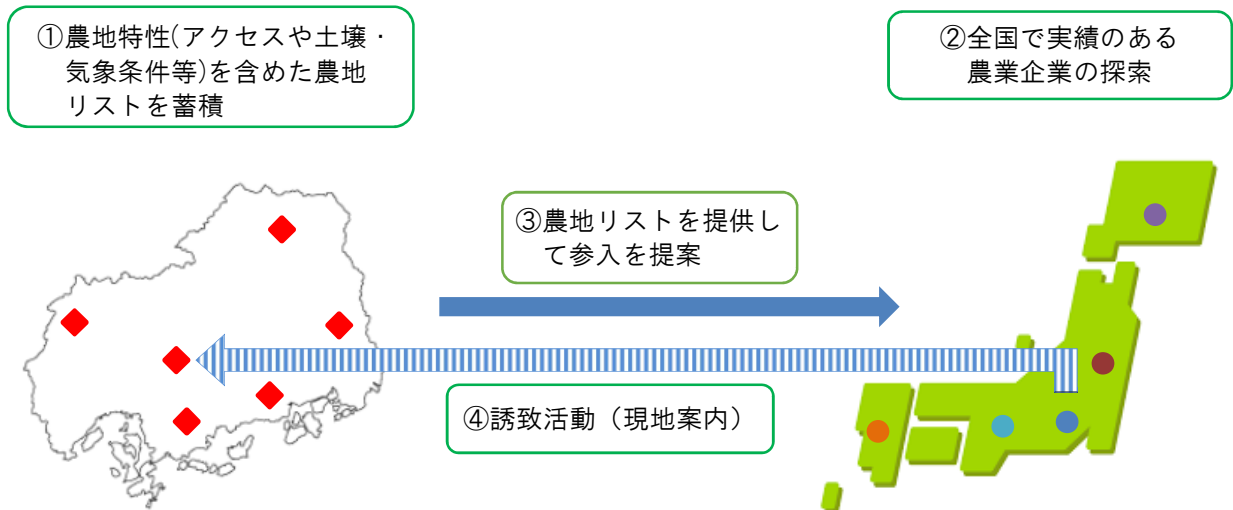 ①農地特性(アクセスや土壌・
気象条件等)を含めた農地
リストを蓄積
②全国で実績のある
農業企業の探索
③農地リストを提供し
て参入を提案
④誘致活動（現地案内）